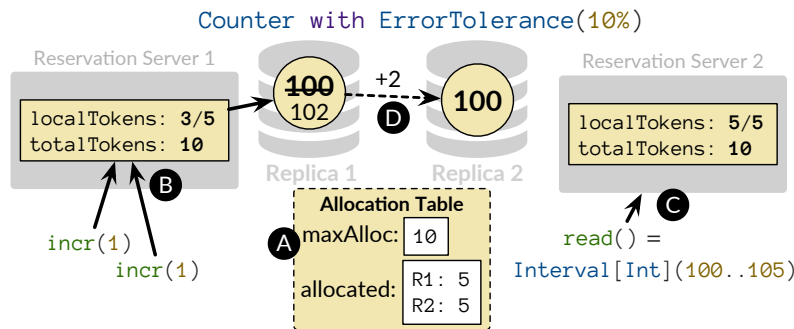 Counter with ErrorTolerance(10%)
Reservation Server 1
localTokens: 3/5
totalTokens: 10
B
incr(1)
incr(1)
100
102
Replica 1
+2
D
100
Replica 2
Allocation Table
A
maxAlloc: 10
allocated: R1: 5
R2: 5
Reservation Server 2
localTokens: 5/5
totalTokens: 10
C
read() =
Interval[Int](100..105)